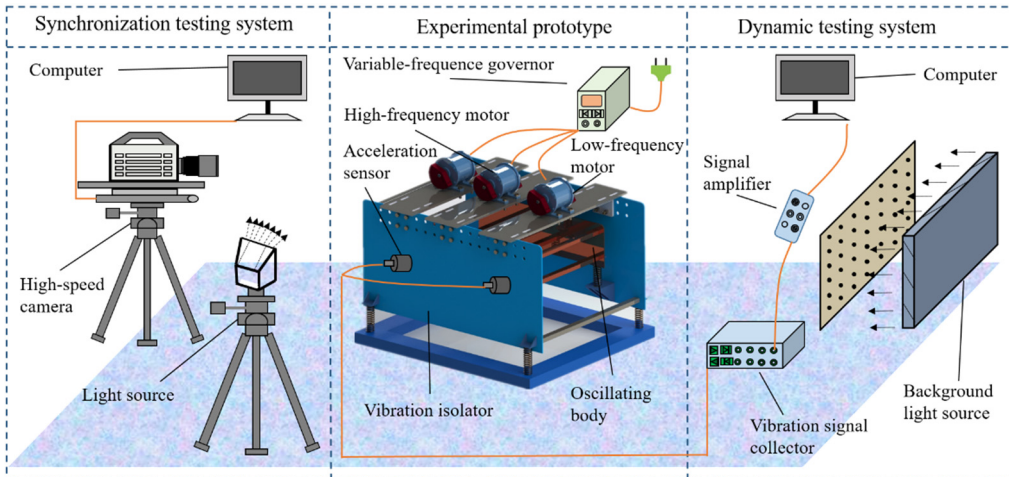 Synchronization testing system
Experimental prototype
Dynamic testing system
Computer
Variable-frequence governor
High-frequency motor
Acceleration
sensor
Low-frequency
motor
High-speed
camera
Light source
Vibration isolator
Oscillating
body
Computer
Signal
amplifier
Vibration signal
collector
Background
light source